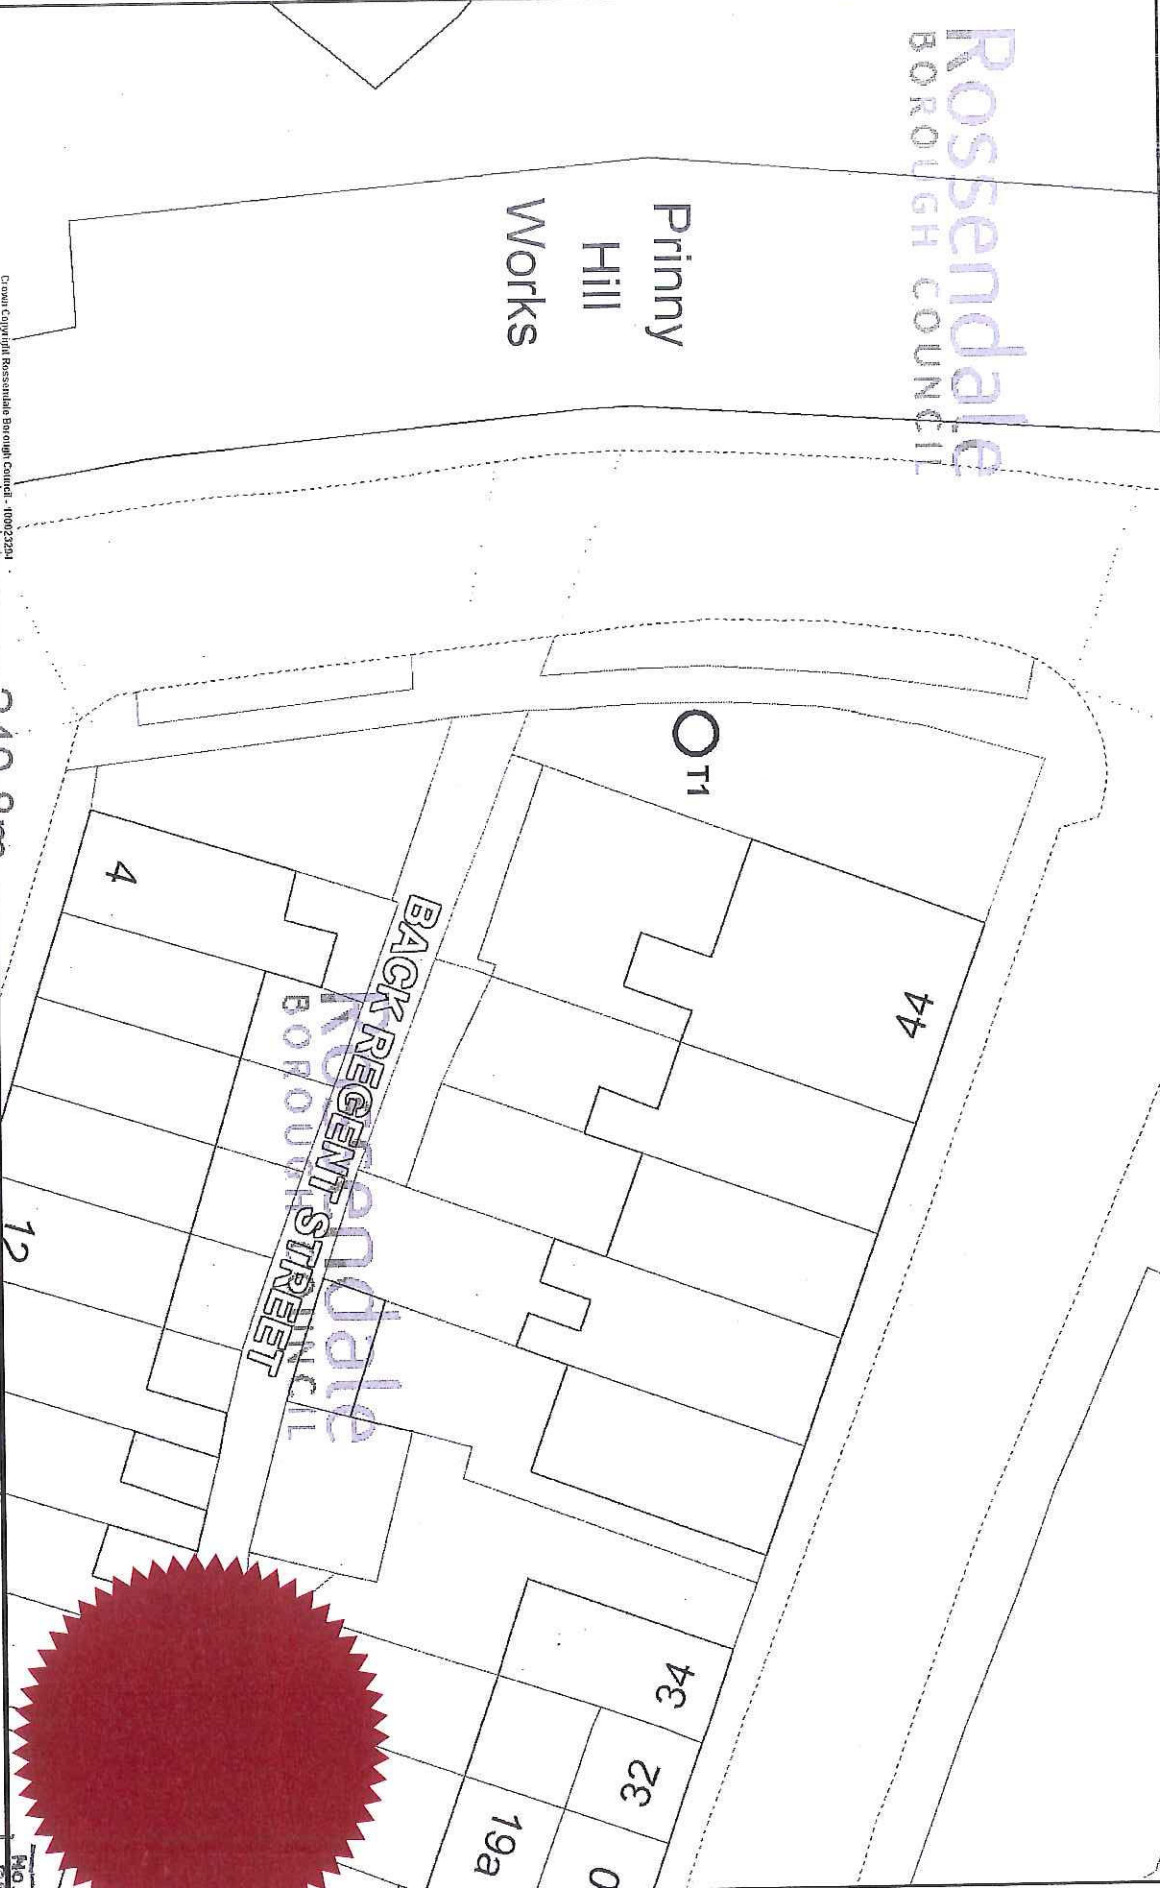 Rossendale
BOROUGH COUNCIL
Prinny
Hill
Works
T1
44
4
BACK REGENT STREET
Rossendale
BOROUGH COUNCIL
12
34
32
19a
Crown Copyright Rossendale Borough Council - 100023294